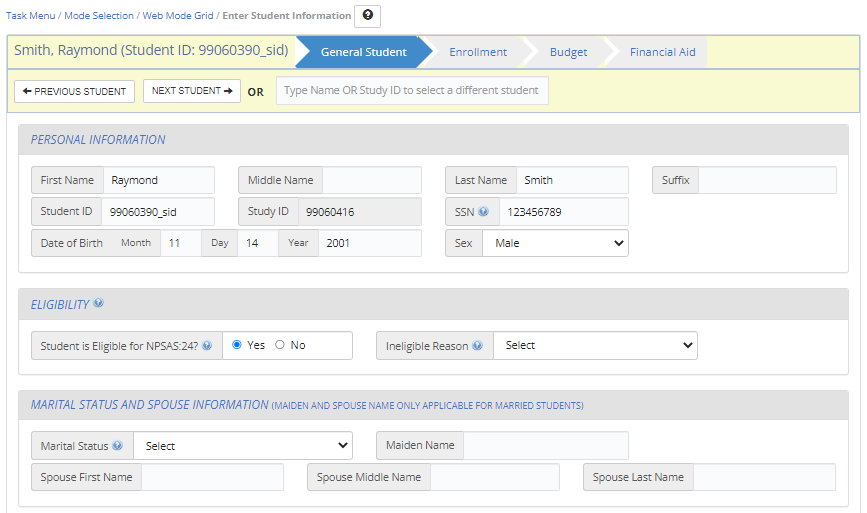 Task Menu / Mode Selection / Web Mode Grid / Enter Student Information
Smith, Raymond (Student ID: 99060390_sid) General Student Enrollment Budget Financial Aid
PREVIOUS STUDENT NEXT STUDENT OR Type Name OR Study ID to select a different student
PERSONAL INFORMATION
First Name Raymond Middle Name Last Name Smith Suffix
Student ID 99060390_sid Study ID 99060416 SSN 123456789
Date of Birth Month 11 Day 14 Year 2001 Sex Male
ELIGIBILITY
Student is Eligible for NPSAS:24? Yes No Ineligible Reason Select
MARITAL STATUS AND SPOUSE INFORMATION (MAIDEN AND SPOUSE NAME ONLY APPLICABLE FOR MARRIED STUDENTS)
Marital Status Select Maiden Name
Spouse First Name Spouse Middle Name Spouse Last Name